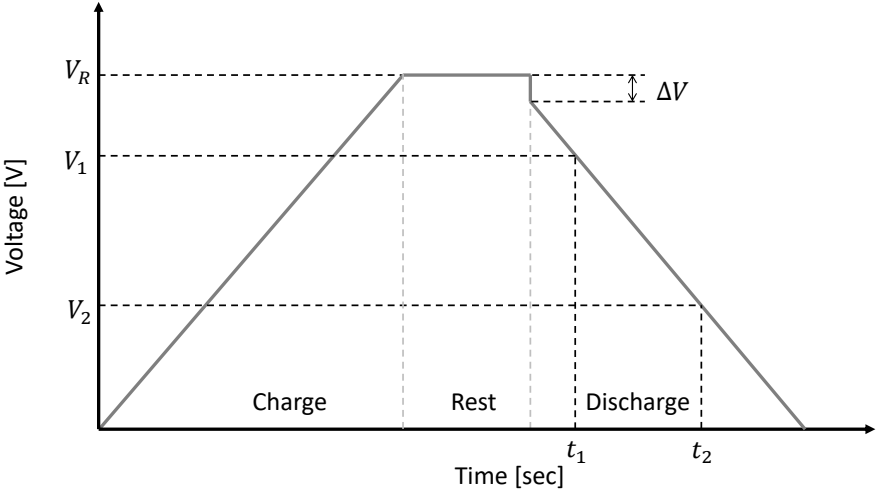 V_R
ΔV
V_1
Voltage [V]
V_2
Charge
Rest
Discharge
t_1
t_2
Time [sec]